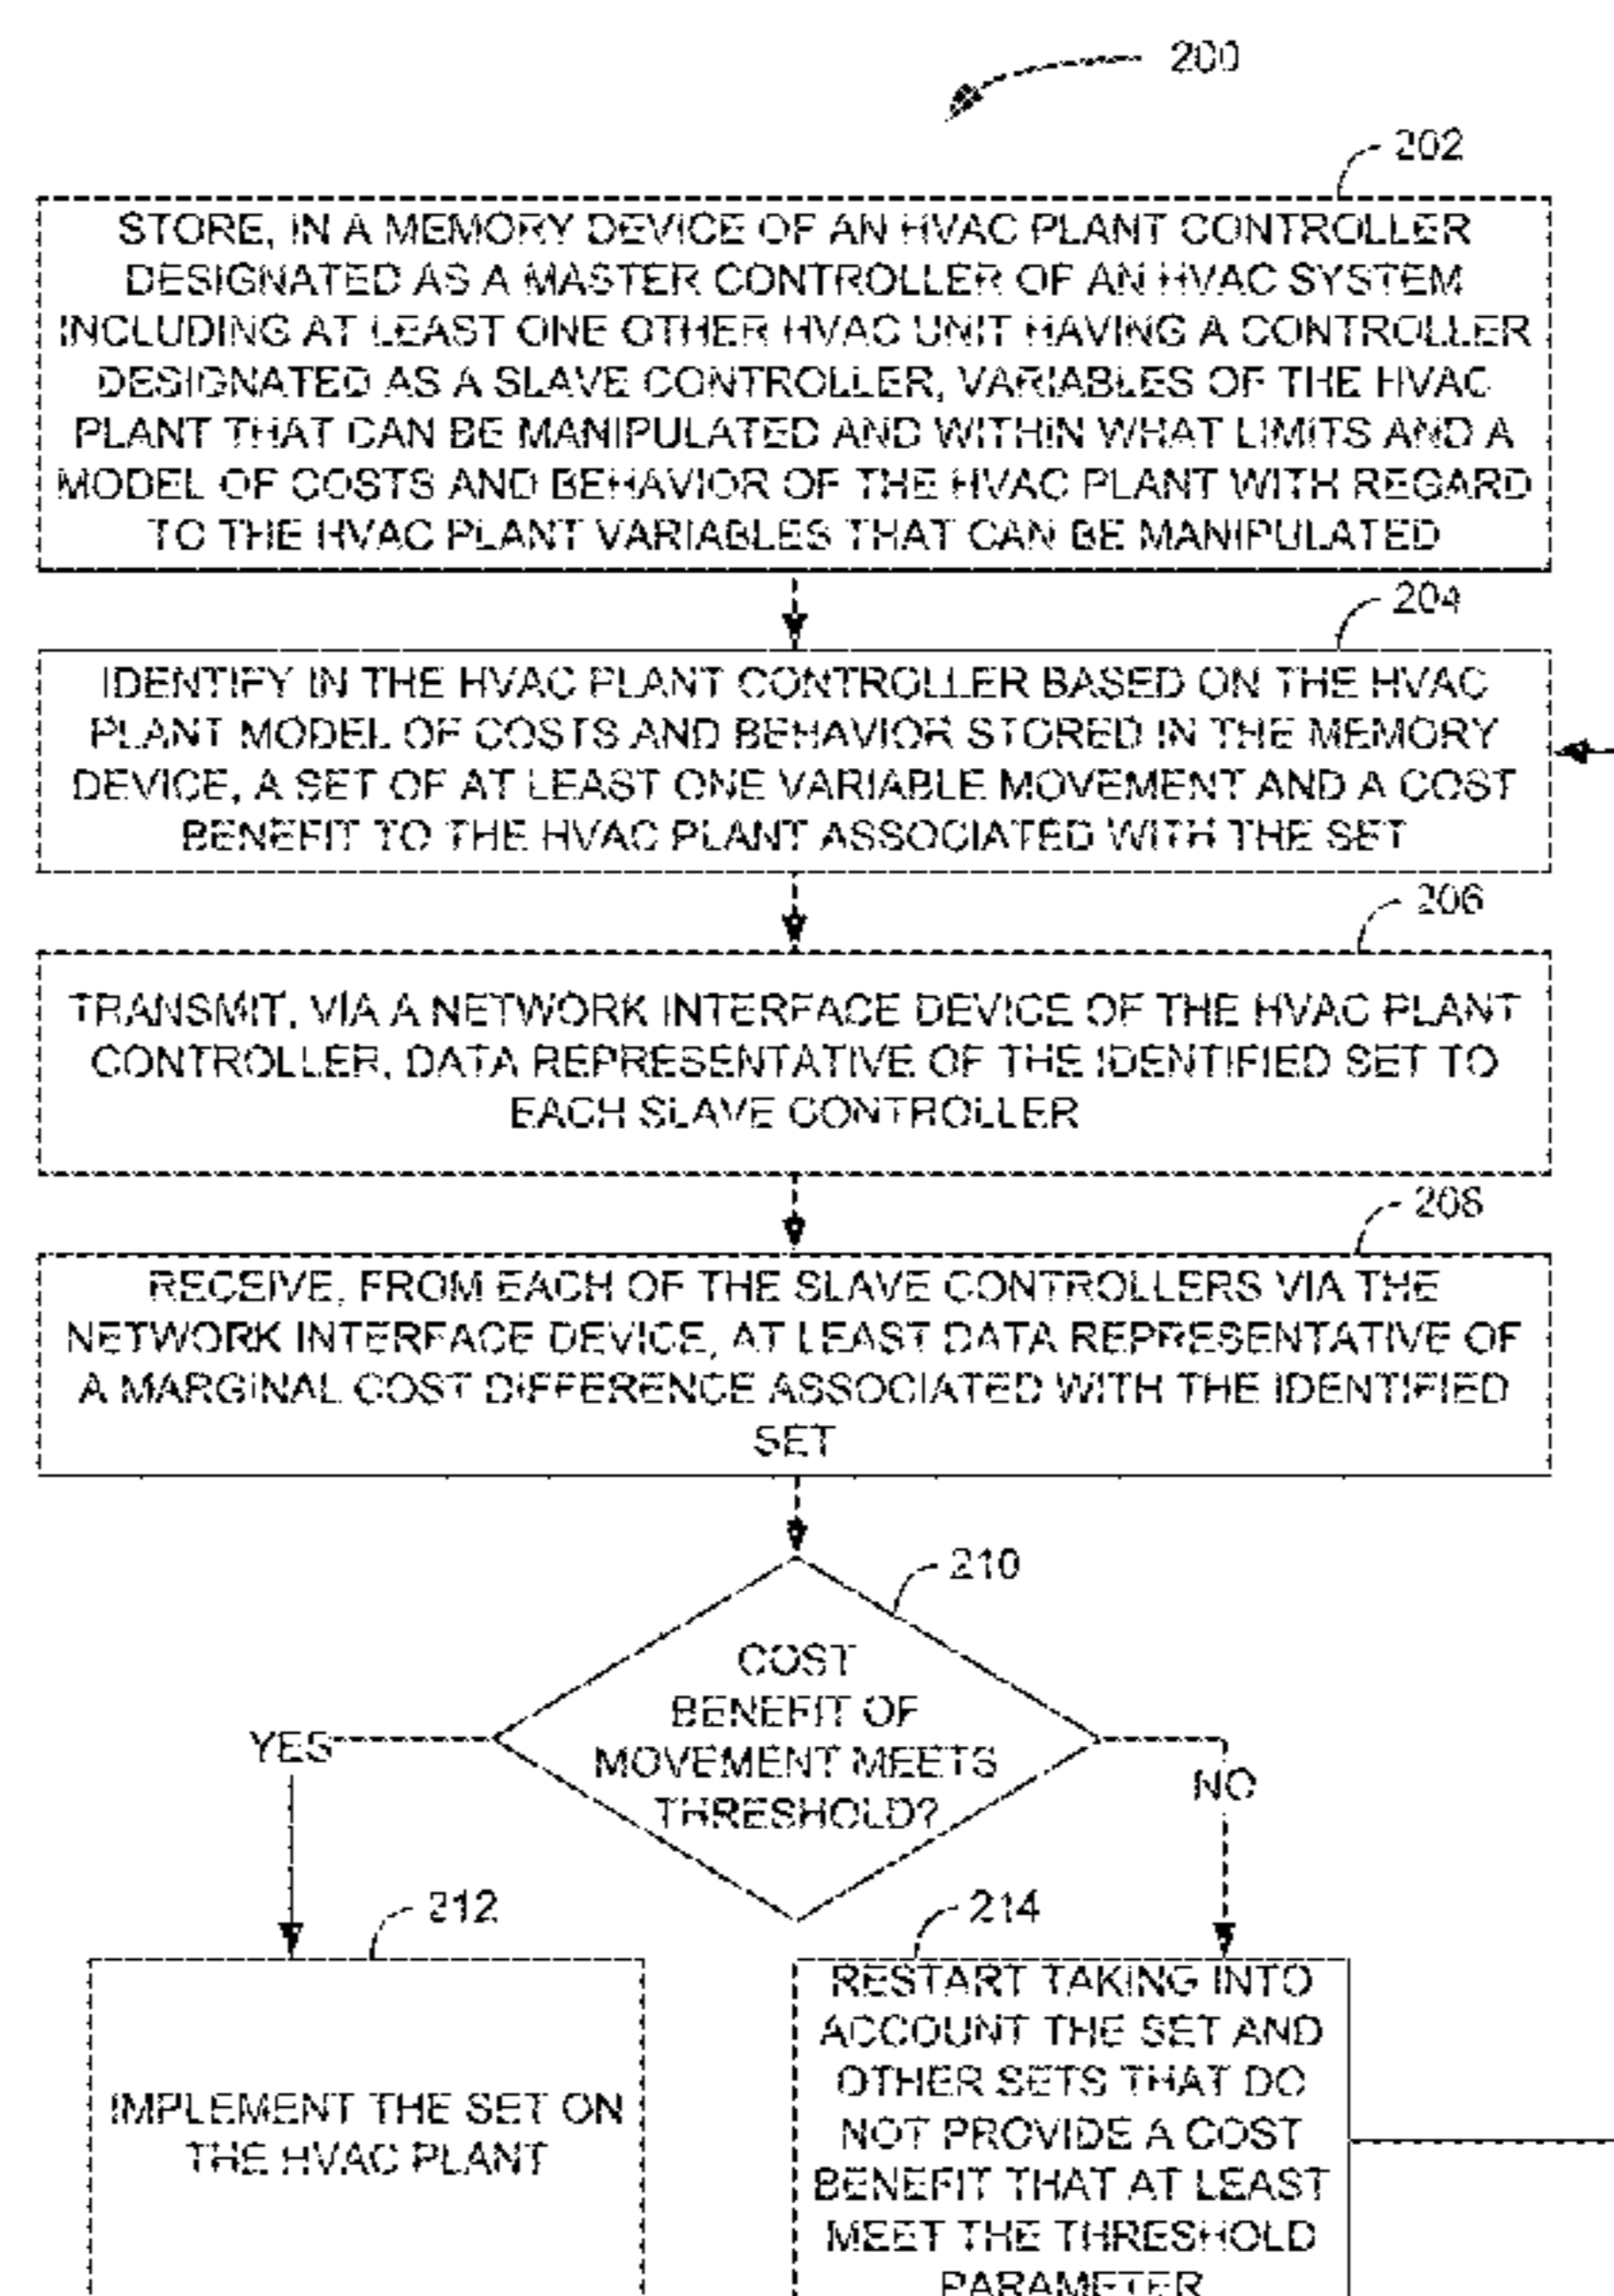 200
202
STORE, IN A MEMORY DEVICE OF AN HVAC PLANT CONTROLLER
DESIGNATED AS A MASTER CONTROLLER OF AN HVAC SYSTEM
INCLUDING AT LEAST ONE OTHER HVAC UNIT HAVING A CONTROLLER
DESIGNATED AS A SLAVE CONTROLLER, VARIABLES OF THE HVAC
PLANT THAT CAN BE MANIPULATED AND WITHIN WHAT LIMITS AND A
MODEL OF COSTS AND BEHAVIOR OF THE HVAC PLANT WITH REGARD
TO THE HVAC PLANT VARIABLES THAT CAN BE MANIPULATED
204
IDENTIFY IN THE HVAC PLANT CONTROLLER BASED ON THE HVAC
PLANT MODEL OF COSTS AND BEHAVIOR STORED IN THE MEMORY
DEVICE, A SET OF AT LEAST ONE VARIABLE MOVEMENT AND A COST
BENEFIT TO THE HVAC PLANT ASSOCIATED WITH THE SET
206
TRANSMIT, VIA A NETWORK INTERFACE DEVICE OF THE HVAC PLANT
CONTROLLER, DATA REPRESENTATIVE OF THE IDENTIFIED SET TO
EACH SLAVE CONTROLLER
208
RECEIVE, FROM EACH OF THE SLAVE CONTROLLERS VIA THE
NETWORK INTERFACE DEVICE, AT LEAST DATA REPRESENTATIVE OF
A MARGINAL COST DIFFERENCE ASSOCIATED WITH THE IDENTIFIED
SET
210
COST
BENEFIT OF
MOVEMENT MEETS
THRESHOLD?
YES
NO
212
IMPLEMENT THE SET ON
THE HVAC PLANT
214
RESTART TAKING INTO
ACCOUNT THE SET AND
OTHER SETS THAT DO
NOT PROVIDE A COST
BENEFIT THAT AT LEAST
MEET THE THRESHOLD
PARAMETER